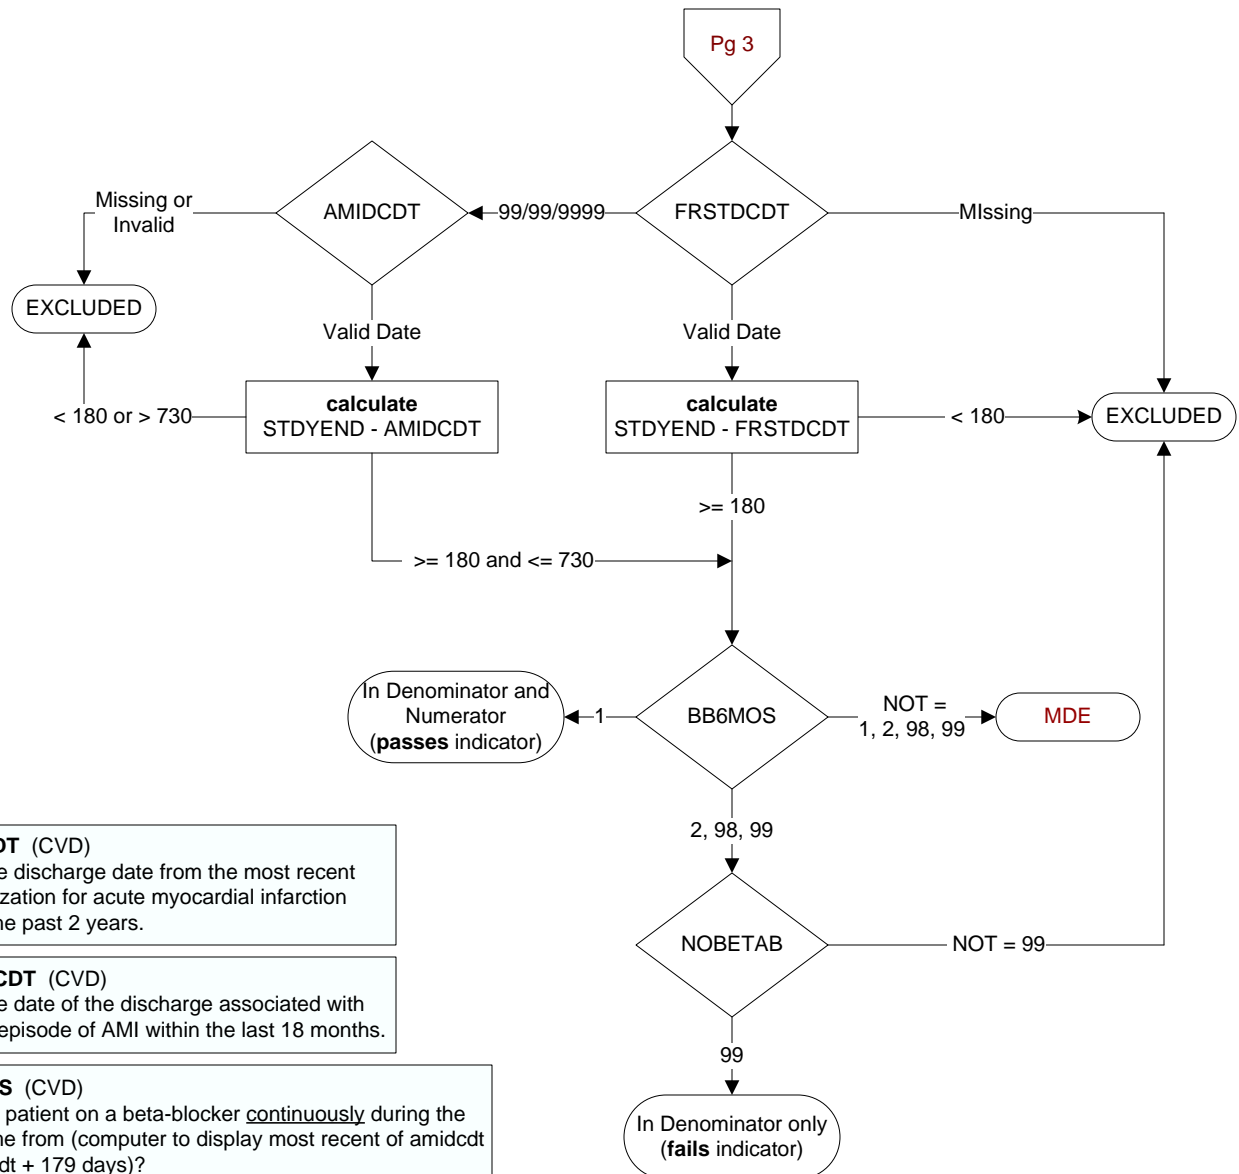 Pg 3
Missing or
Invalid
AMIDCDT
99/99/9999
FRSTDCDT
MIssing
EXCLUDED
Valid Date
Valid Date
< 180 or > 730
calculate
STDYEND - AMIDCDT
calculate
STDYEND - FRSTDCDT
< 180
EXCLUDED
>= 180
>= 180 and <= 730
In Denominator and
Numerator
(passes indicator)
1
BB6MOS
NOT =
1, 2, 98, 99
MDE
2, 98, 99
NOBETAB
NOT = 99
99
In Denominator only
(fails indicator)
(CVD)
discharge date from the most recent
for acute myocardial infarction
past 2 years.
CDT (CVD)
date of the discharge associated with
episode of AMI within the last 18 months.
S (CVD)
patient on a beta-blocker continuously during the
from (computer to display most recent of amidcdt
+ 179 days)?